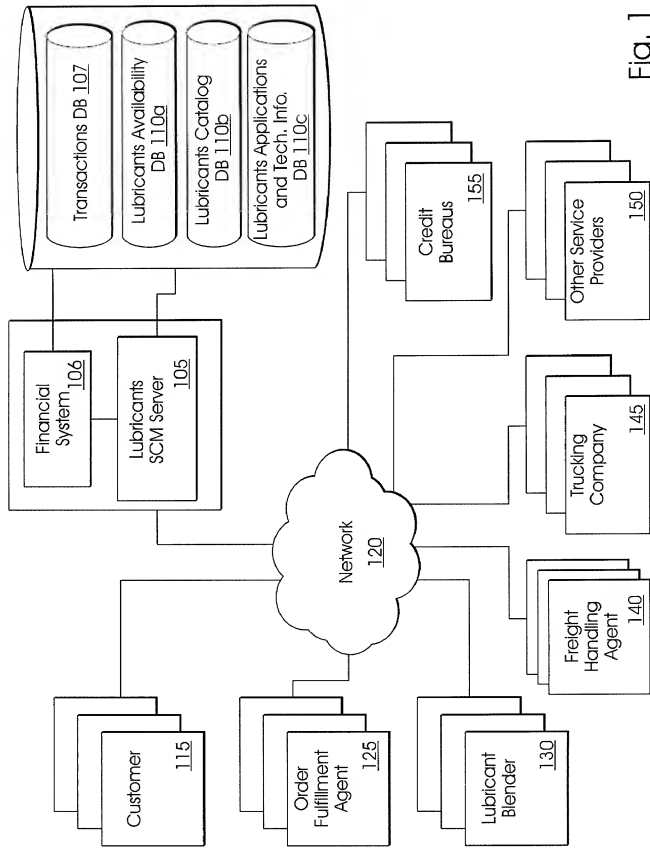 Transactions DB 107
Lubricants Availability
DB 110a
Lubricants Catalog
DB 110b
Lubricants Applications
and Tech. Info.
DB 110c
Financial
System
106
Lubricants
SCM Server
105
Network
120
Customer
115
Order
Fulfillment
Agent
125
Lubricant
Blender
130
Freight
Handling
Agent
140
Trucking
Company
145
Other Service
Providers
150
Credit
Bureaus
155
Fig. 1